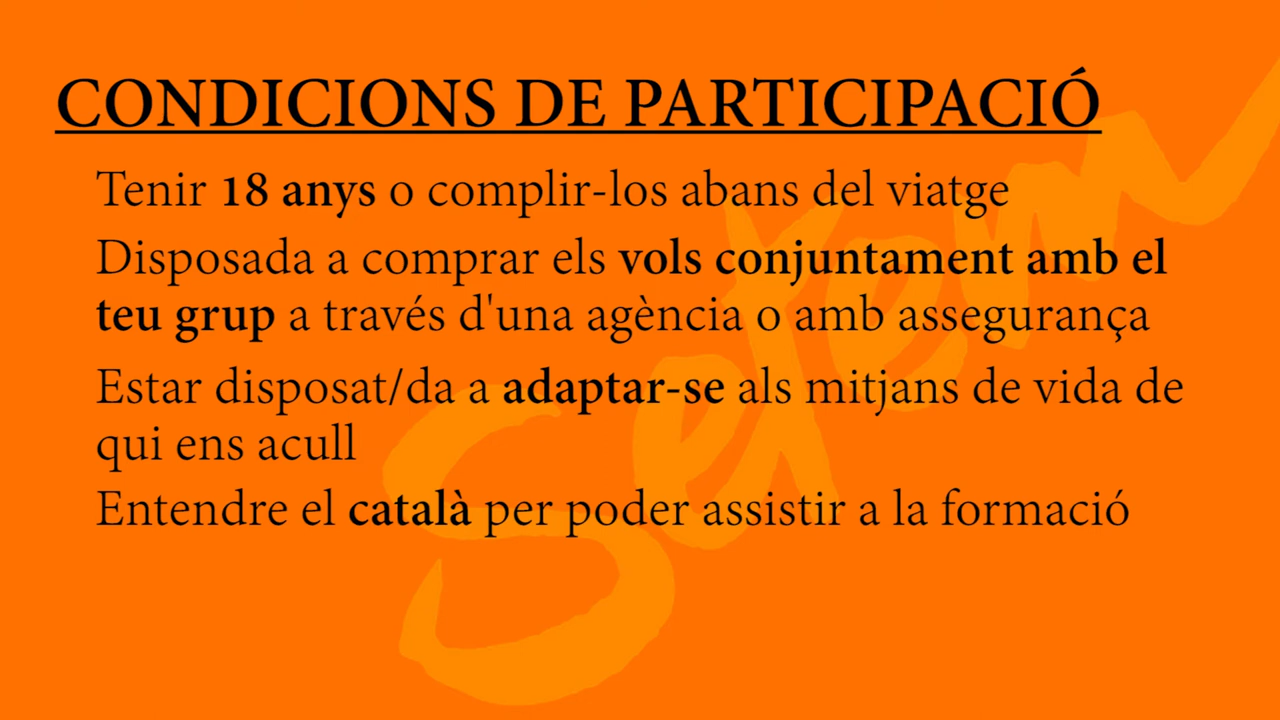 CONDICIONS DE PARTICIPACIÓ
Tenir 18 anys o complir-los abans del viatge
Disposada a comprar els vols conjuntament amb el
teu grup a través d'una agència o amb assegurança
Estar disposat/da a adaptar-se als mitjans de vida de
qui ens acull
Entendre el català per poder assistir a la formació
Setem